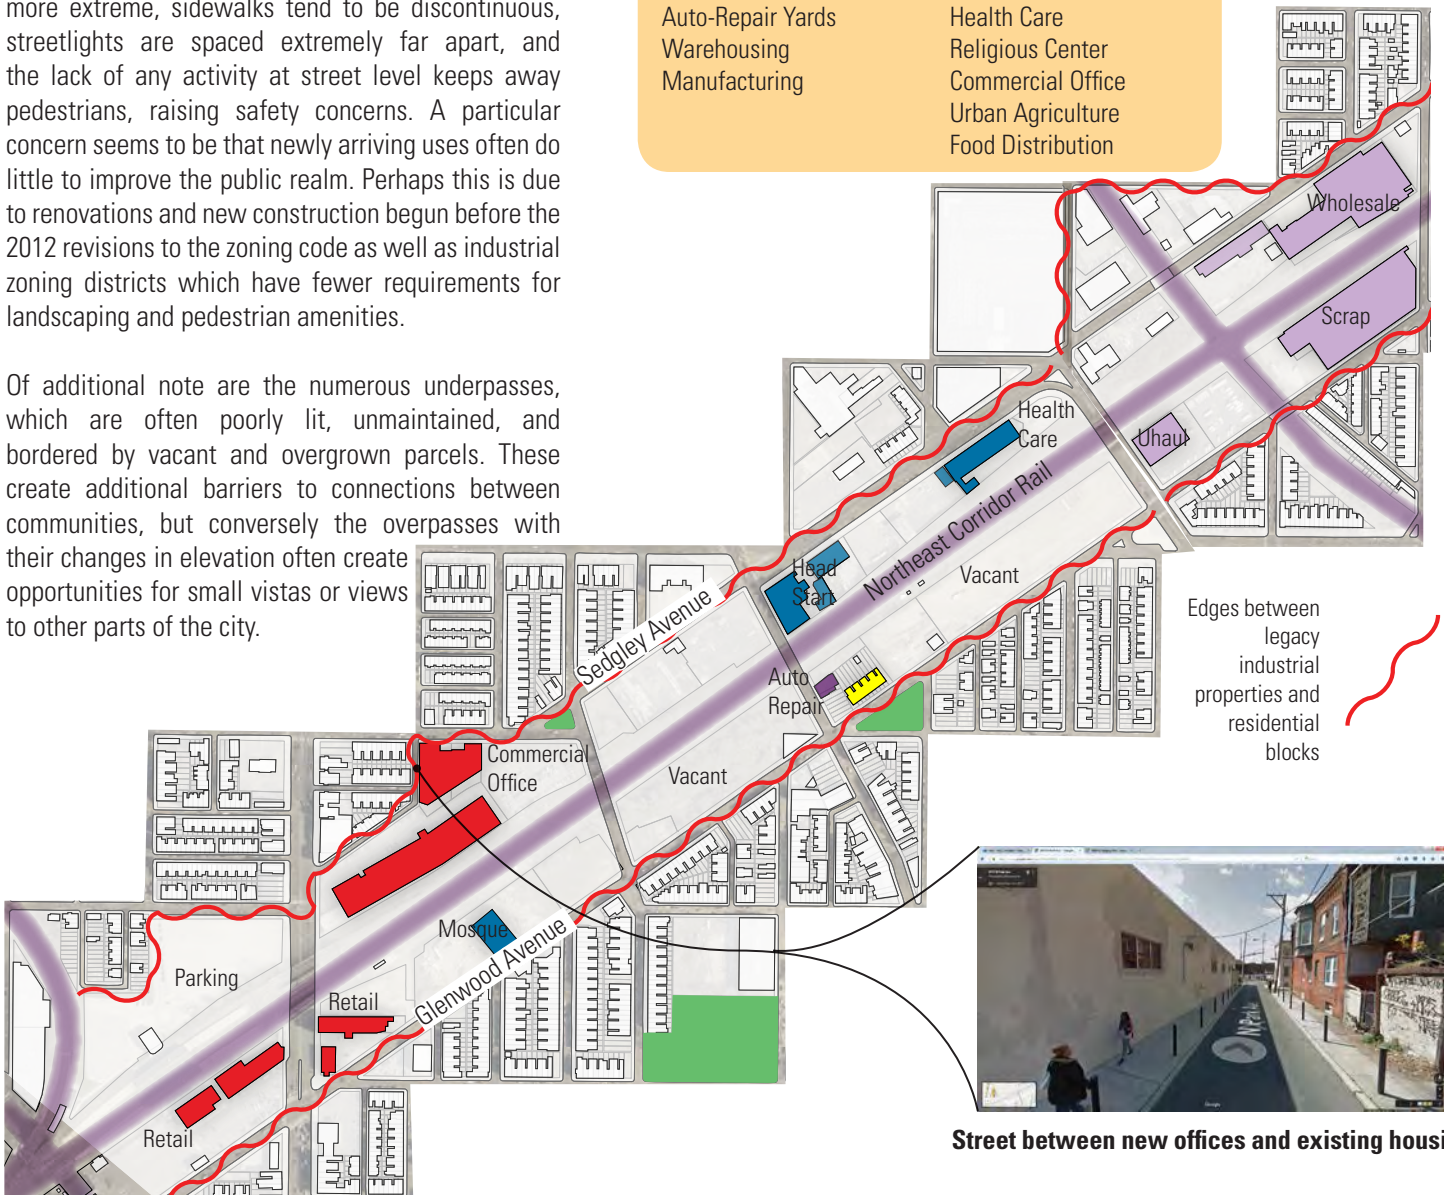 more extreme, sidewalks tend to be discontinuous,
streetlights are spaced extremely far apart, and
the lack of any activity at street level keeps away
pedestrians, raising safety concerns. A particular
concern seems to be that newly arriving uses often do
little to improve the public realm. Perhaps this is due
to renovations and new construction begun before the
2012 revisions to the zoning code as well as industrial
zoning districts which have fewer requirements for
landscaping and pedestrian amenities.
Of additional note are the numerous underpasses,
which are often poorly lit, unmaintained, and
bordered by vacant and overgrown parcels. These
create additional barriers to connections between
communities, but conversely the overpasses with
their changes in elevation often create
opportunities for small vistas or views
to other parts of the city.
Auto-Repair Yards
Warehousing
Manufacturing
Health Care
Religious Center
Commercial Office
Urban Agriculture
Food Distribution
Wholesale
Scrap
Uhaul
Health
Care
Northeast Corridor Rail
Head
Start
Vacant
Sedgley Avenue
Auto
Repair
Edges between
legacy
industrial
properties and
residential
blocks
Commercial
Office
Vacant
Mosque
Glenwood Avenue
Parking
Retail
Retail
Google
Street between new offices and existing housi